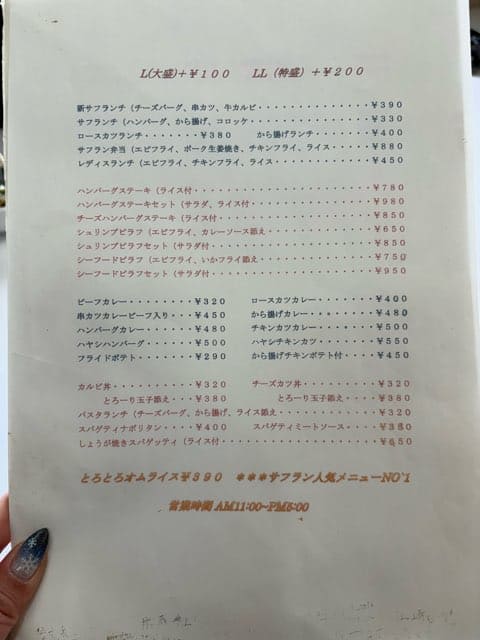 L(大盛)+￥100　LL（特盛）+￥200
新サフランチ（チーズバーグ、串カツ、牛カルビ・・・・・・・・・・・・・・・￥390
サフランチ（ハンバーグ、から揚げ、コロッケ・・・・・・・・・・・・・・・・￥330
ロースカツランチ・・・・・・・￥380　から揚げランチ・・・・・・・￥400
サフラン弁当（エビフライ、ポーク生姜焼き、チキンフライ、ライス・・・・・￥880
レディスランチ（エビフライ、チキンフライ、ライス・・・・・・・・・・・・・￥450
ハンバーグステーキ（ライス付・・・・・・・・・・・・・・・・・・・・・￥780
ハンバーグステーキセット（サラダ、ライス付・・・・・・・・・・・・・・・￥980
チーズハンバーグステーキ（ライス付・・・・・・・・・・・・・・・・・・￥850
シュリンプピラフ（エビフライ、カレーソース添え・・・・・・・・・・・・・￥650
シュリンプピラフセット（サラダ付・・・・・・・・・・・・・・・・・・・￥850
シーフードピラフ（エビフライ、いかフライ添え・・・・・・・・・・・・・・￥750
シーフードピラフセット（サラダ付・・・・・・・・・・・・・・・・・・・￥950
ビーフカレー・・・・・・・・￥320　ロースカツカレー・・・・・・・￥400
串カツカレービーフ入り・・・￥450　から揚げカレー・・・・・・・・￥480
ハンバーグカレー・・・・・・￥480　チキンカツカレー・・・・・・・￥500
ハヤシハンバーグ・・・・・・￥500　ハヤシチキンカツ・・・・・・・￥550
フライドポテト・・・・・・・￥290　から揚げチキンポテト付・・・・￥450
カルビ丼・・・・・・・・・・￥320　チーズカツ丼・・・・・・・・・￥320
とろーり玉子添え・・・￥380　とろーり玉子添え・・・・￥380
パスタランチ（チーズバーグ、から揚げ、ライス添え・・・・・・・・・・・￥320
スパゲティナポリタン・・・・￥400　スパゲティミートソース・・・・￥380
しょうが焼きスパゲッティ（ライス付・・・・・・・・・・・・・・・・・・￥650
とろとろオムライス￥390　＊＊＊サフラン人気メニューNO'1
営業時間 AM11:00~PM5:00